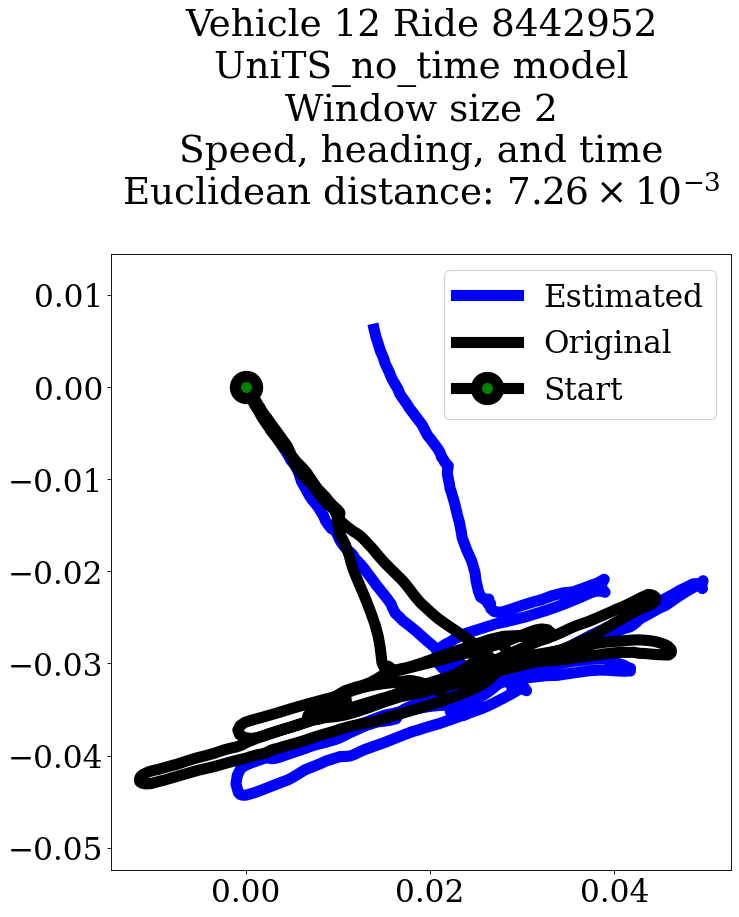 Vehicle 12 Ride 8442952
UniTS_no_time model
Window size 2
Speed, heading, and time
Euclidean distance: 7.26 × 10⁻³
Estimated
Original
Start
0.01
0.00
−0.01
−0.02
−0.03
−0.04
−0.05
0.00 0.02 0.04